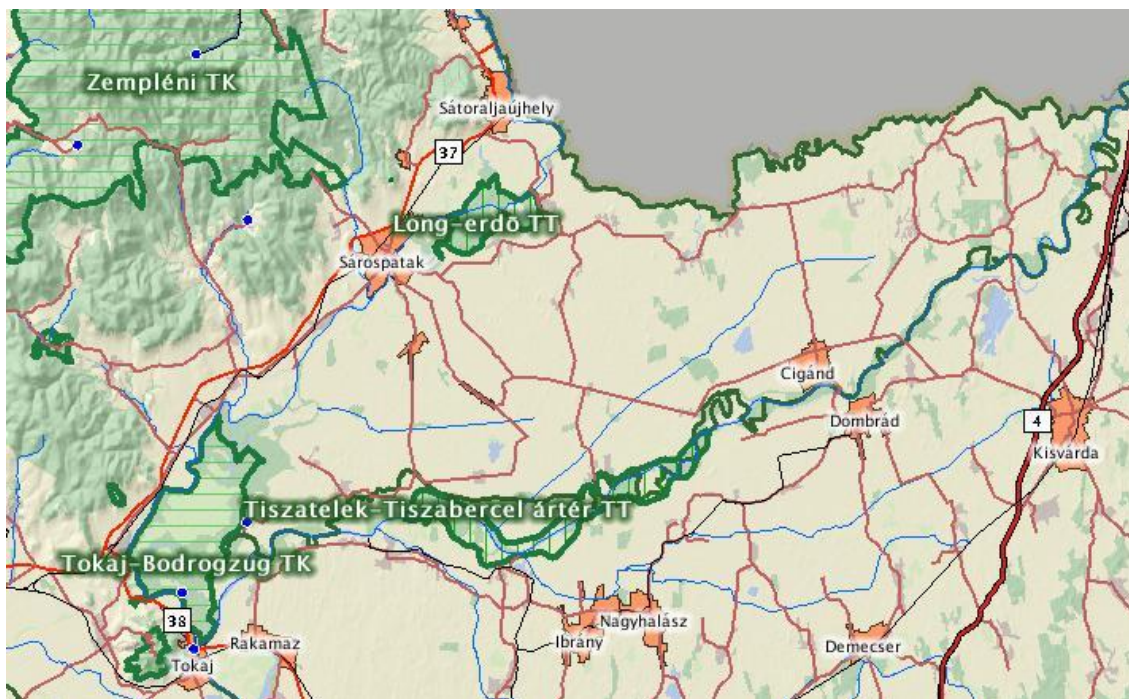 Zempléni TK
Sátoraljaújhely
37
Long-erdő TT
Sárospatak
Cigánd
Dombrád
4
Kisvárda
Tiszatelek-Tiszabercel ártér TT
Tokaj-Bodrogzug TK
38
Rakamaz
Tokaj
Nagyhalász
Ibrány
Demecser